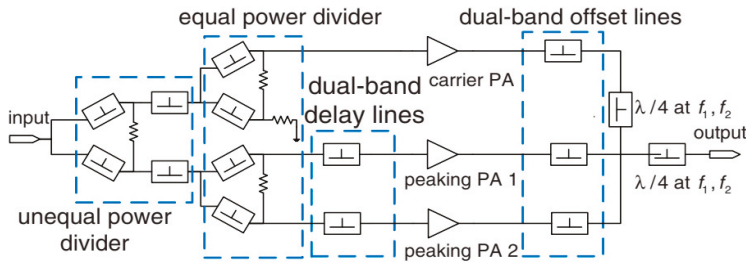 equal power divider
dual-band offset lines
carrier PA
dual-band
delay lines
input
λ/4 at f1, f2
output
peaking PA 1
λ/4 at f1, f2
unequal power
divider
peaking PA 2